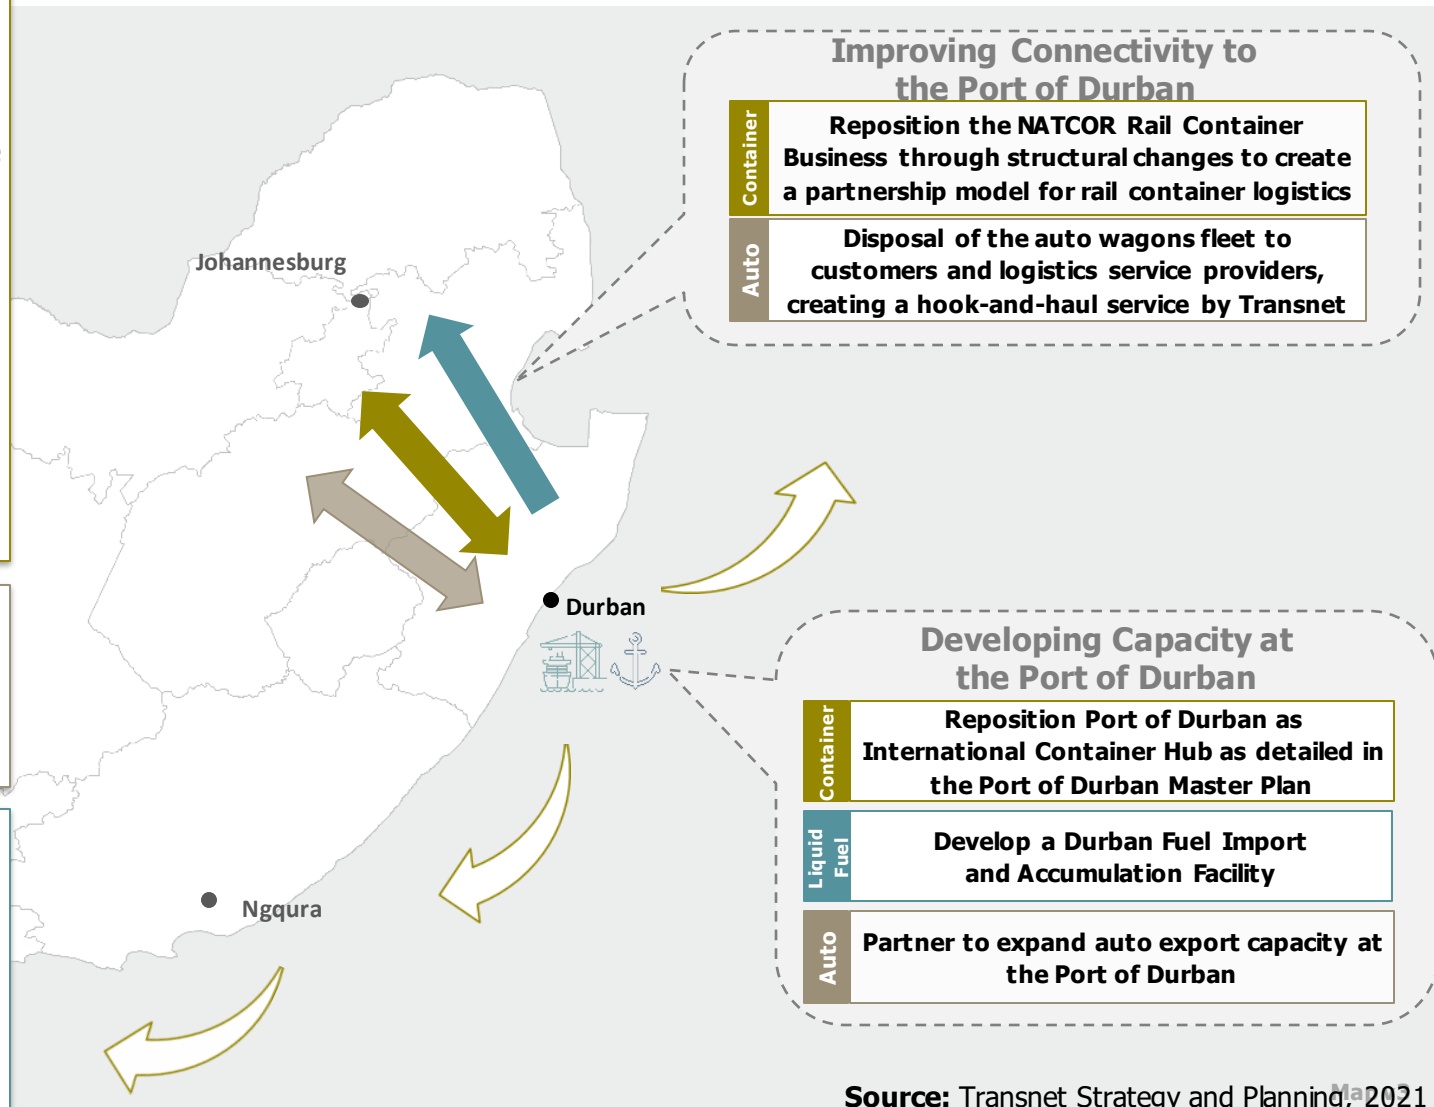 Improving Connectivity to
the Port of Durban
Container
Reposition the NATCOR Rail Container
Business through structural changes to create
a partnership model for rail container logistics
Auto
Disposal of the auto wagons fleet to
customers and logistics service providers,
creating a hook-and-haul service by Transnet
Johannesburg
Durban
Ngqura
Developing Capacity at
the Port of Durban
Container
Reposition Port of Durban as
International Container Hub as detailed in
the Port of Durban Master Plan
Liquid
Fuel
Develop a Durban Fuel Import
and Accumulation Facility
Auto
Partner to expand auto export capacity at
the Port of Durban
Source: Transnet Strategy and Planning, 2021